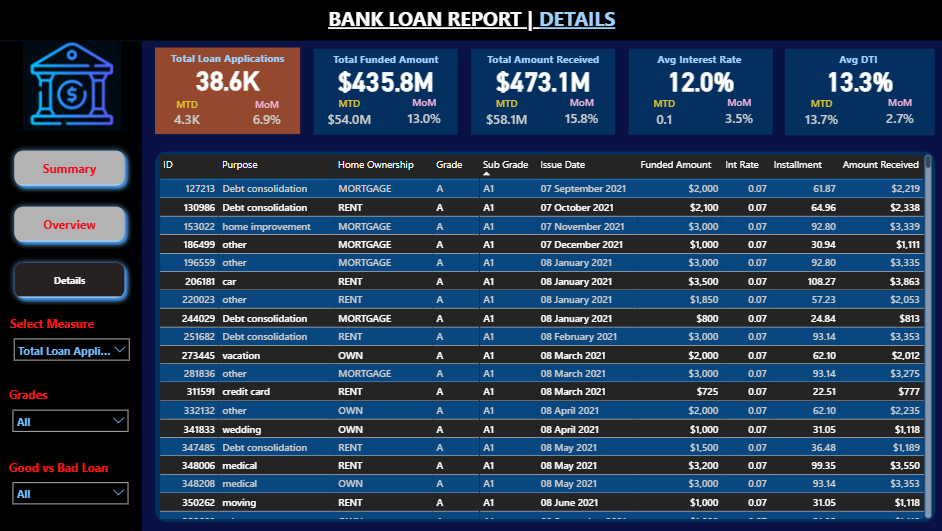 BANK LOAN REPORT | DETAILS
Total Loan Applications
38.6K
MTD MoM
4.3K 6.9%
Total Funded Amount
$435.8M
MTD MoM
$54.0M 13.0%
Total Amount Received
$473.1M
MTD MoM
$58.1M 15.8%
Avg Interest Rate
12.0%
MTD MoM
0.1 3.5%
Avg DTI
13.3%
MTD MoM
13.7% 2.7%
$
Summary
Overview
Details
Select Measure
Total Loan Appli...
Grades
All
Good vs Bad Loan
All
ID Purpose Home Ownership Grade Sub Grade Issue Date Funded Amount Int Rate Installment Amount Received
127213 Debt consolidation MORTGAGE A A1 07 September 2021 $2,000 0.07 61.87 $2,219
130986 Debt consolidation RENT A A1 07 October 2021 $2,100 0.07 64.96 $2,338
153022 home improvement MORTGAGE A A1 07 November 2021 $3,000 0.07 92.80 $3,339
186499 other MORTGAGE A A1 07 December 2021 $1,000 0.07 30.94 $1,111
196559 other MORTGAGE A A1 08 January 2021 $3,000 0.07 92.80 $3,335
206181 car RENT A A1 08 January 2021 $3,500 0.07 108.27 $3,863
220023 other RENT A A1 08 January 2021 $1,850 0.07 57.23 $2,053
244029 Debt consolidation MORTGAGE A A1 08 January 2021 $800 0.07 24.84 $813
251682 Debt consolidation RENT A A1 08 February 2021 $3,000 0.07 93.14 $3,353
273445 vacation OWN A A1 08 March 2021 $2,000 0.07 62.10 $2,012
281836 other MORTGAGE A A1 08 March 2021 $3,000 0.07 93.14 $3,275
311591 credit card RENT A A1 08 March 2021 $725 0.07 22.51 $777
332132 other OWN A A1 08 April 2021 $2,000 0.07 62.10 $2,235
341833 wedding OWN A A1 08 April 2021 $1,000 0.07 31.05 $1,118
347485 Debt consolidation RENT A A1 08 May 2021 $1,500 0.07 36.48 $1,189
348006 medical RENT A A1 08 May 2021 $3,200 0.07 99.35 $3,550
348208 medical OWN A A1 08 May 2021 $3,000 0.07 93.14 $3,353
350262 moving RENT A A1 08 June 2021 $1,000 0.07 31.05 $1,118